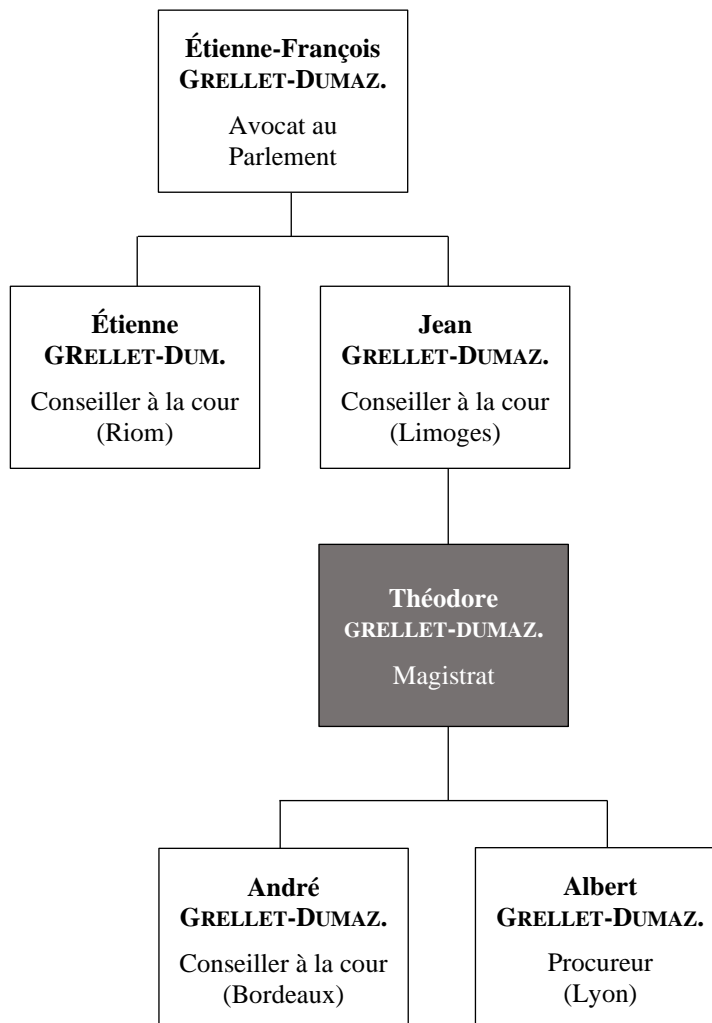 Étienne-François
GRELLET-DUMAZ.
Avocat au
Parlement
Étienne
GRELLET-DUM.
Conseiller à la cour
(Riom)
Jean
GRELLET-DUMAZ.
Conseiller à la cour
(Limoges)
Théodore
GRELLET-DUMAZ.
Magistrat
André
GRELLET-DUMAZ.
Conseiller à la cour
(Bordeaux)
Albert
GRELLET-DUMAZ.
Procureur
(Lyon)